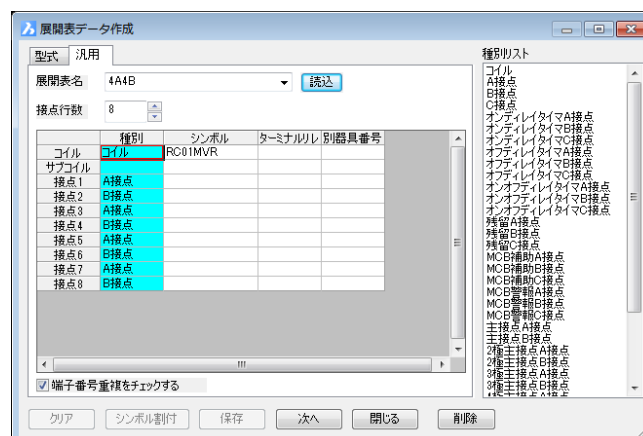 展開表データ作成
型式 汎用
展開表名 4A4B 読込
接点行数 8
種別 シンボル ターミナルリレ 別器具番号
コイル コイル RC01MVR
サブコイル
接点1 A接点
接点2 B接点
接点3 A接点
接点4 B接点
接点5 A接点
接点6 B接点
接点7 A接点
接点8 B接点
端子番号重複をチェックする
クリア シンボル割付 保存 次へ 閉じる 削除
種別リスト
コイル
A接点
B接点
C接点
オンディレイタイマA接点
オンディレイタイマB接点
オンディレイタイマC接点
オフディレイタイマA接点
オフディレイタイマB接点
オフディレイタイマC接点
オンオフディレイタイマA接点
オンオフディレイタイマB接点
オンオフディレイタイマC接点
残留A接点
残留B接点
残留C接点
MCB補助A接点
MCB補助B接点
MCB補助C接点
MCB警報A接点
MCB警報B接点
MCB警報C接点
主接点A接点
主接点B接点
2極主接点A接点
2極主接点B接点
3極主接点A接点
3極主接点B接点
4極主接点A接点